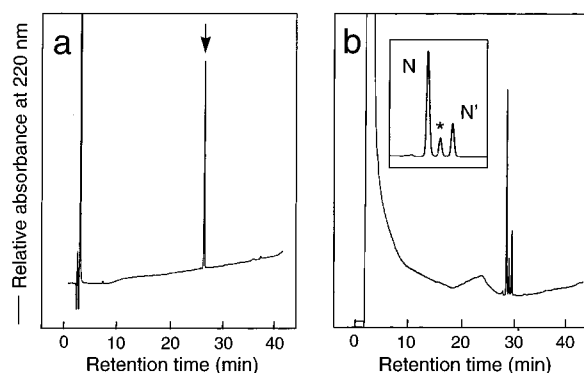 a
b
N
*
N'
Relative absorbance at 220 nm
0 10 20 30 40
0 10 20 30 40
Retention time (min)
Retention time (min)